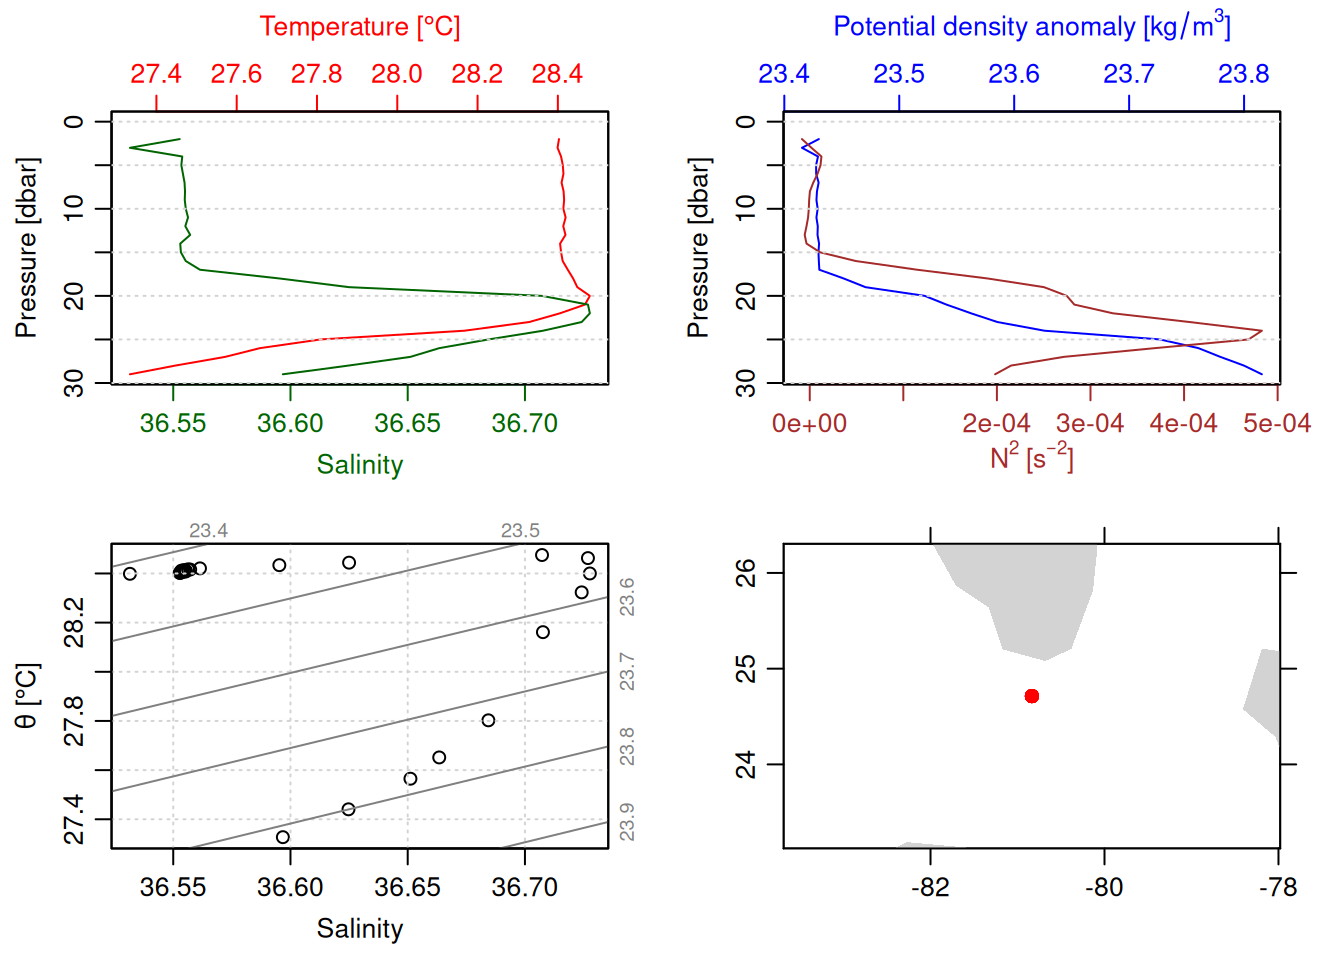 Temperature [°C]
27.4 27.6 27.8 28.0 28.2 28.4
Pressure [dbar]
0
10
20
30
36.55 36.60 36.65 36.70
Salinity
Potential density anomaly [kg/m³]
23.4 23.5 23.6 23.7 23.8
Pressure [dbar]
0
10
20
30
0e+00 2e-04 3e-04 4e-04 5e-04
N² [s⁻²]
23.4 23.5
23.6
23.7
23.8
23.9
θ [°C]
28.2
27.8
27.4
36.55 36.60 36.65 36.70
Salinity
26
25
24
-82 -80 -78